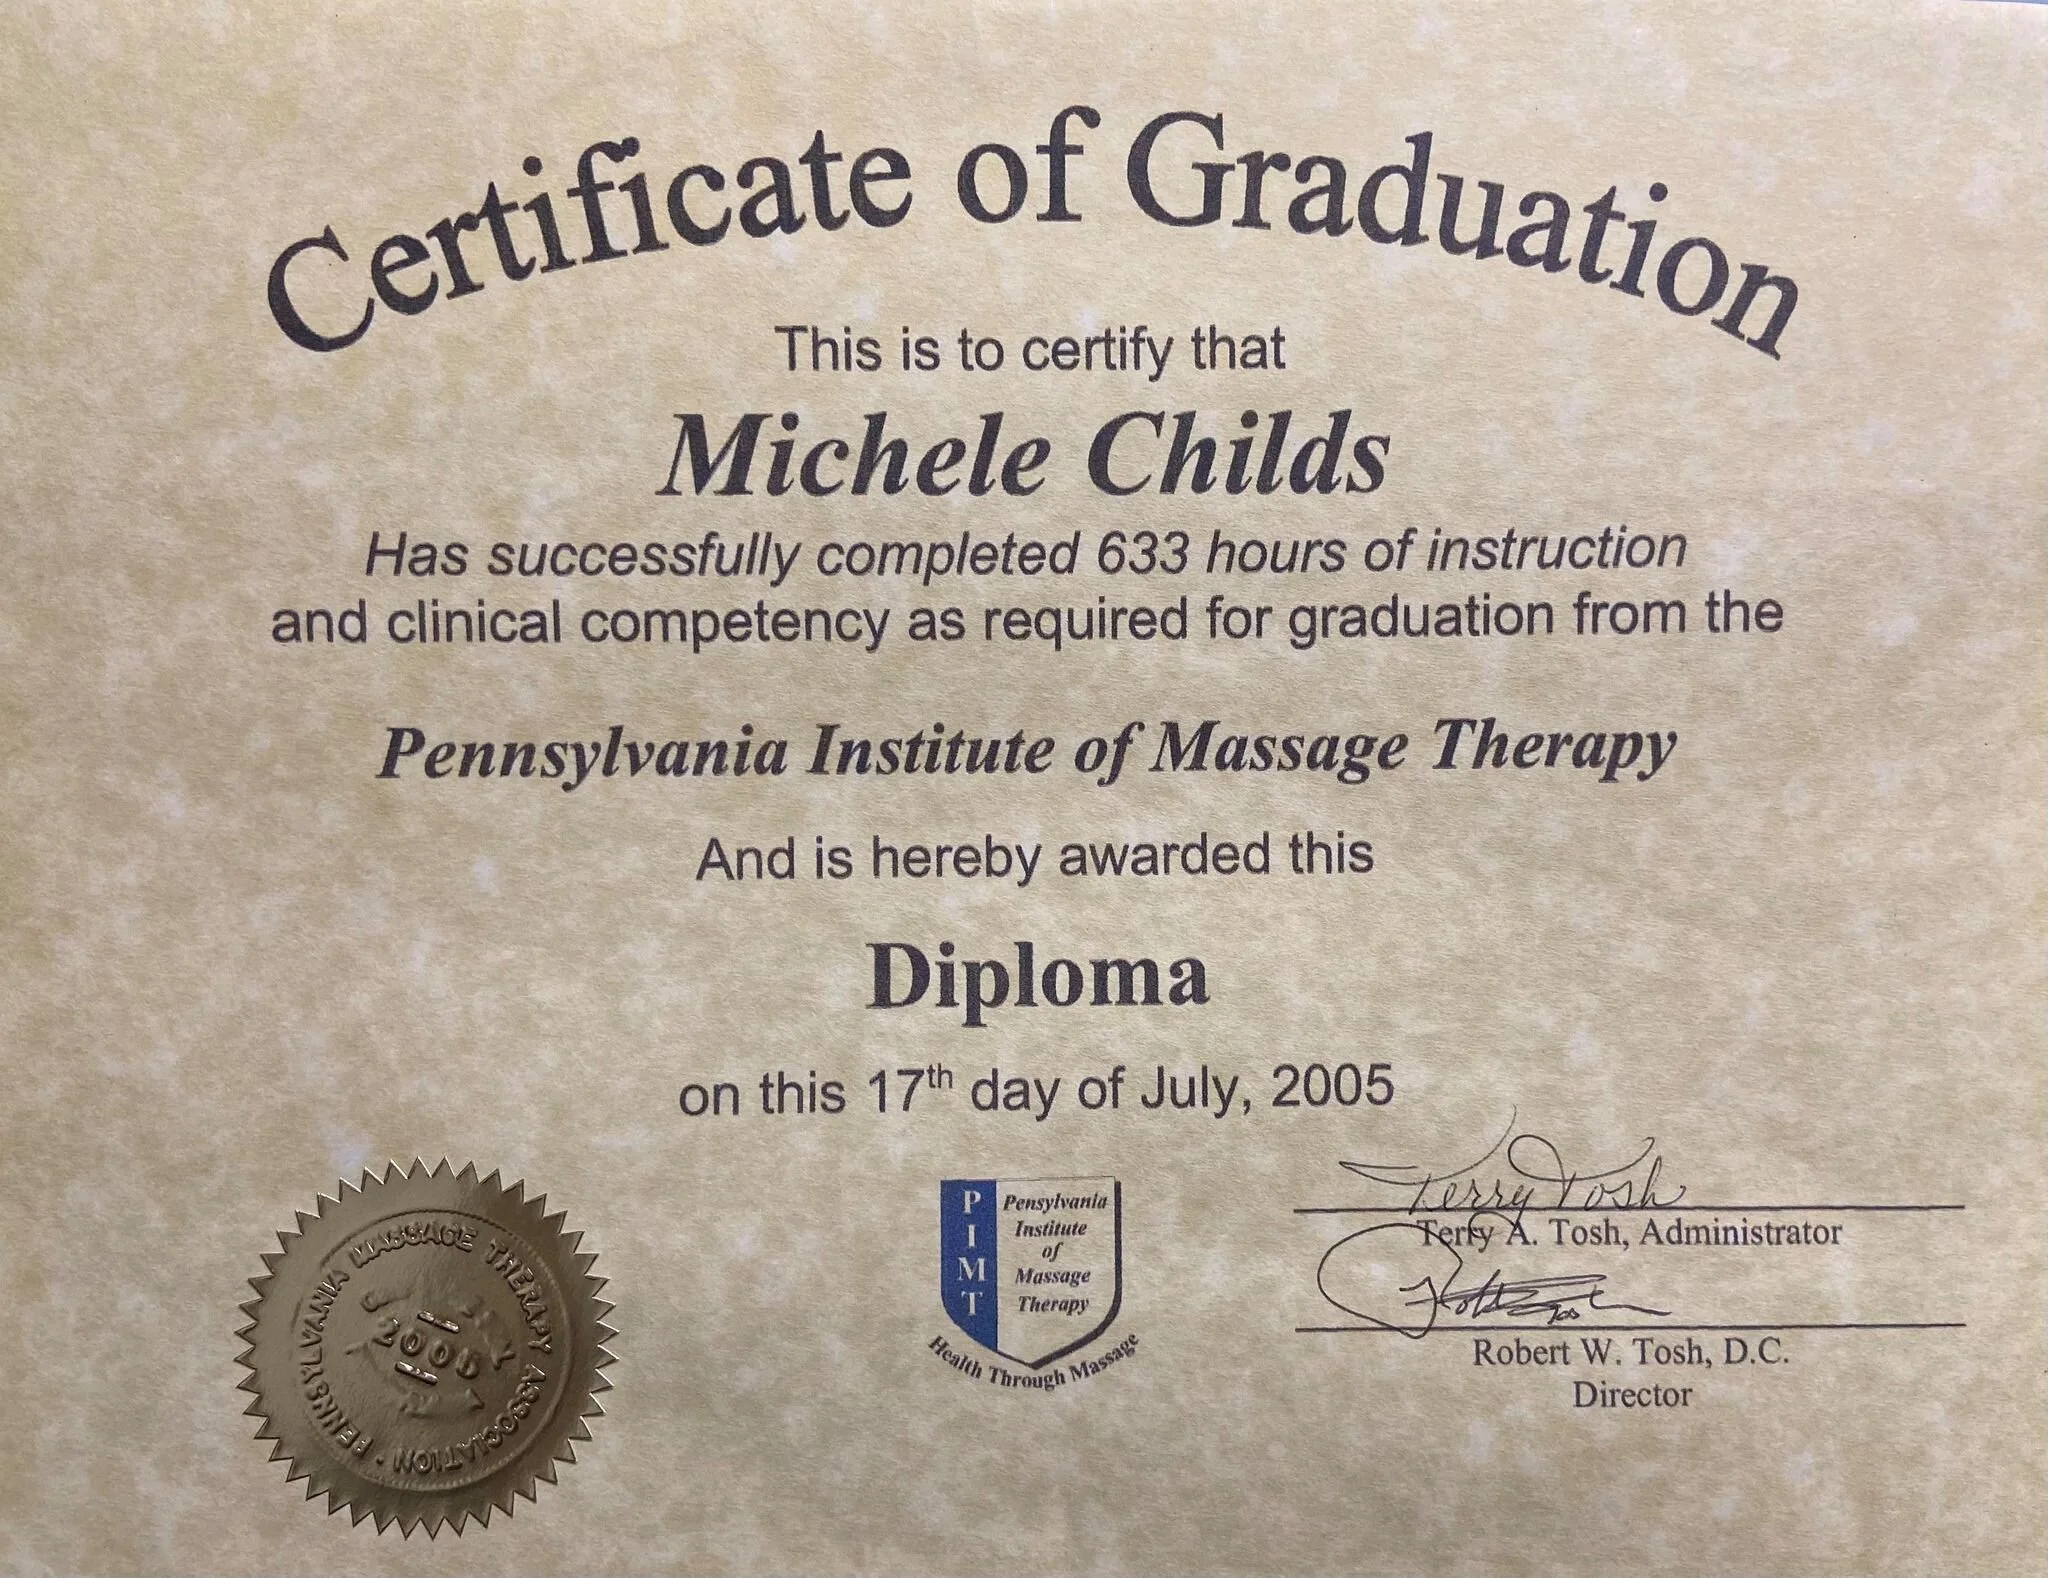 Certificate of Graduation
This is to certify that
Michele Childs
Has successfully completed 633 hours of instruction
and clinical competency as required for graduation from the
Pennsylvania Institute of Massage Therapy
And is hereby awarded this
Diploma
on this 17th day of July, 2005
PENNSYLVANIA MASSAGE THERAPY ASSOCIATION
PIMT
Pensylvania
Institute
of
Massage
Therapy
Health Through Massage
Terry Tosh
Terry A. Tosh, Administrator
Robert W. Tosh, D.C.
Director